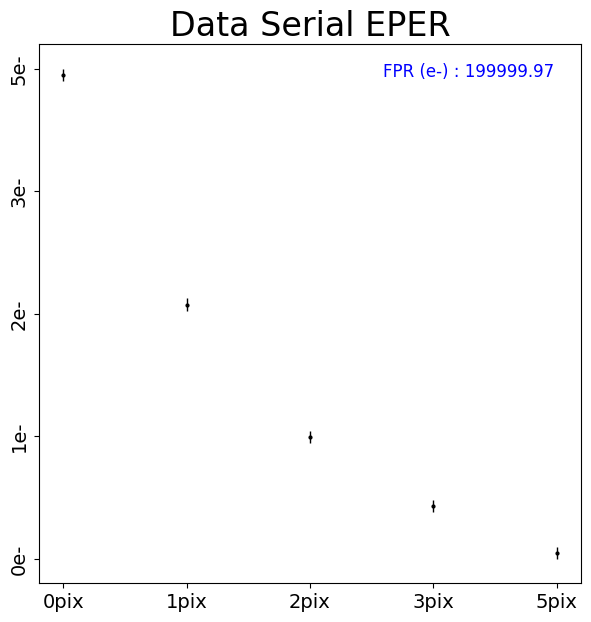 Data Serial EPER
FPR (e-) : 199999.97
5e-
3e-
2e-
1e-
0e-
0pix 1pix 2pix 3pix 5pix